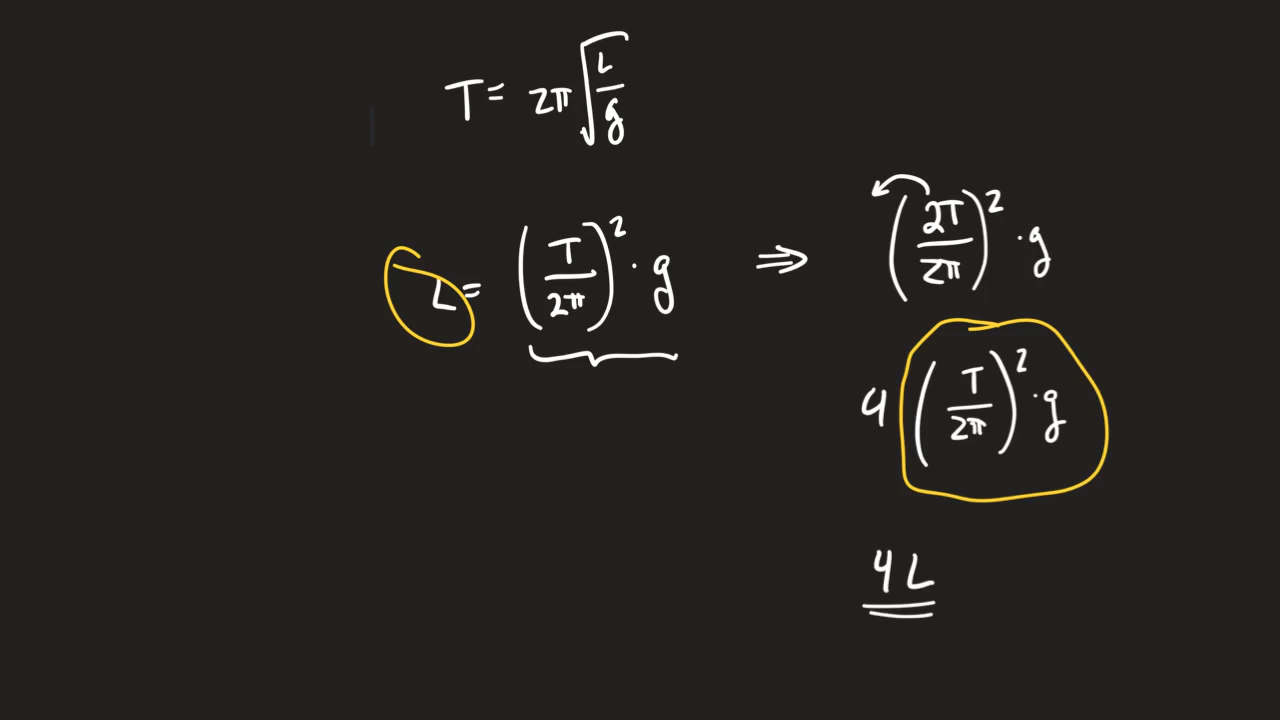 T = 2π√(L/g)
L = (T/2π)² · g ⇒ (2T/2π)² · g
4 (T/2π)² · g
4L